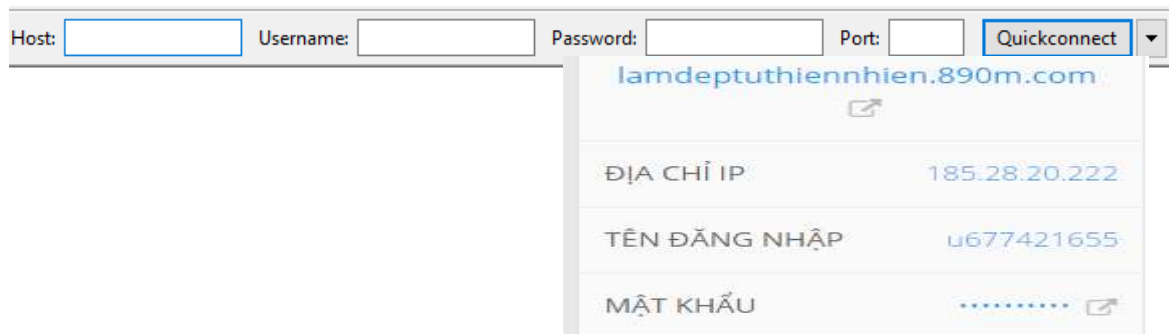 Host: Username: Password: Port: Quickconnect
lamdeptuthiennhien.890m.com
ĐỊA CHỈ IP 185.28.20.222
TÊN ĐĂNG NHẬP u677421655
MẬT KHẨU ··········